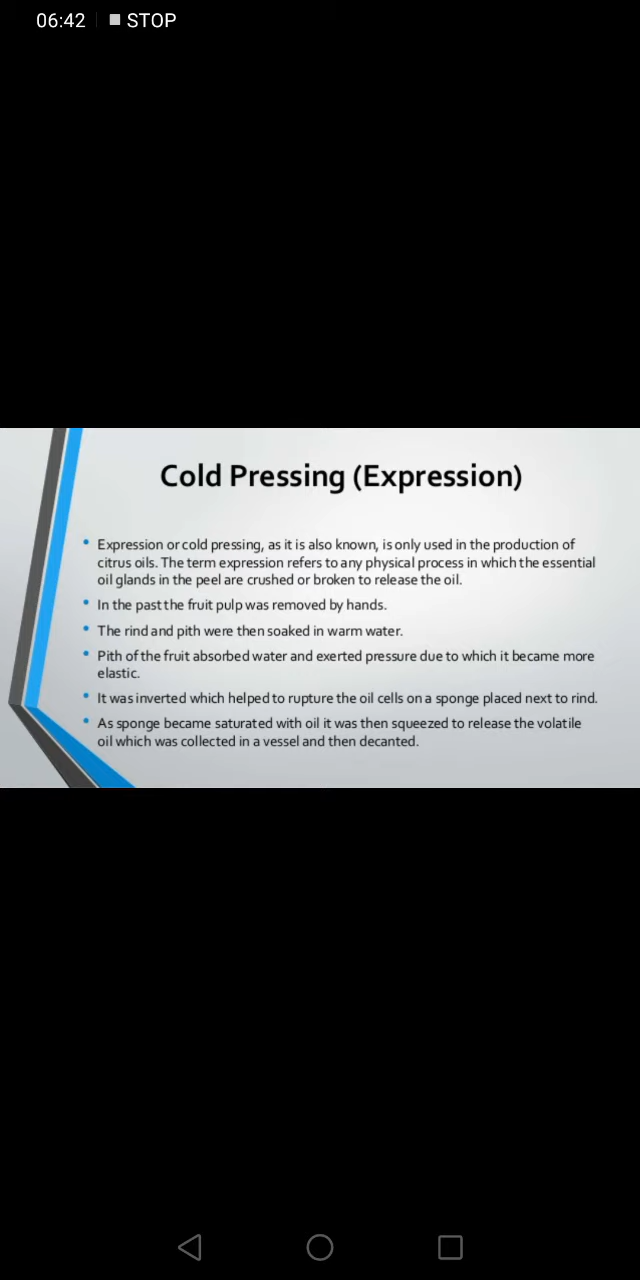 06:42 STOP
Cold Pressing (Expression)
• Expression or cold pressing, as it is also known, is only used in the production of
citrus oils. The term expression refers to any physical process in which the essential
oil glands in the peel are crushed or broken to release the oil.
• In the past the fruit pulp was removed by hands.
• The rind and pith were then soaked in warm water.
• Pith of the fruit absorbed water and exerted pressure due to which it became more
elastic.
• It was inverted which helped to rupture the oil cells on a sponge placed next to rind.
• As sponge became saturated with oil it was then squeezed to release the volatile
oil which was collected in a vessel and then decanted.